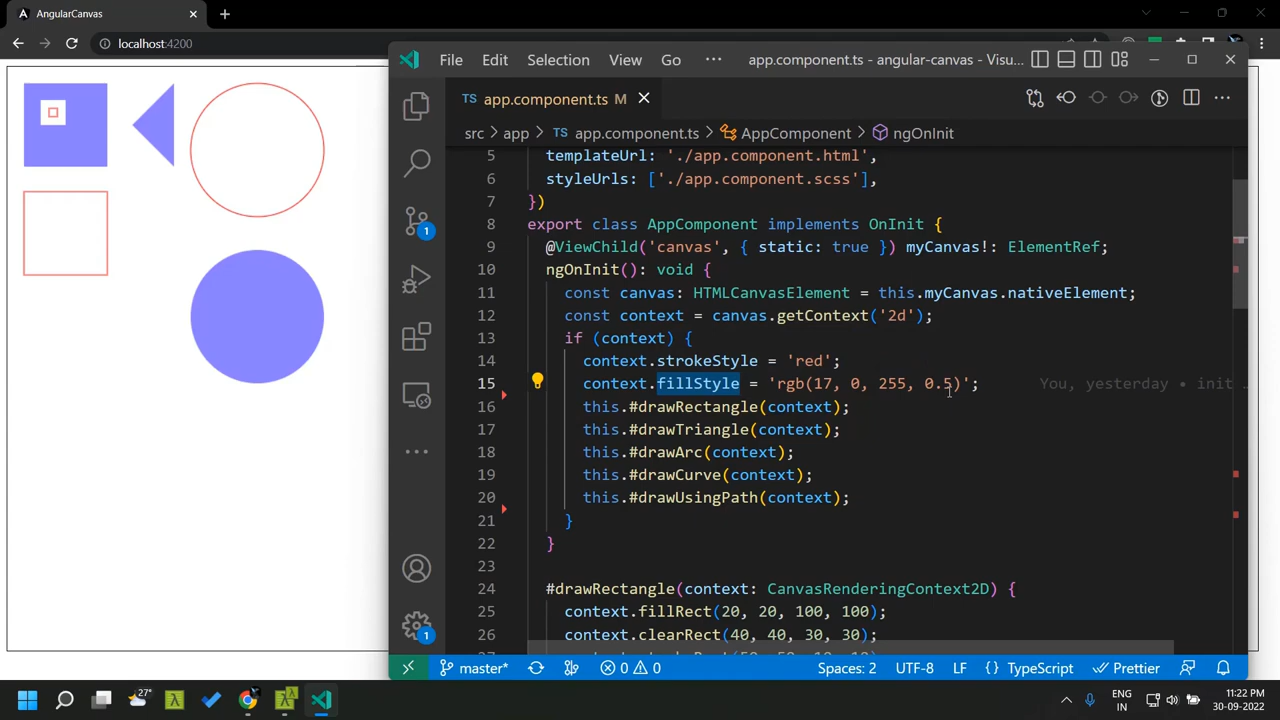 AngularCanvas
localhost:4200
File Edit Selection View Go ··· app.component.ts - angular-canvas - Visu...
TS app.component.ts M
src > app > TS app.component.ts > AppComponent > ngOnInit
5 templateUrl: './app.component.html',
6 styleUrls: ['./app.component.scss'],
7 })
8 export class AppComponent implements OnInit {
9 @ViewChild('canvas', { static: true }) myCanvas!: ElementRef;
10 ngOnInit(): void {
11 const canvas: HTMLCanvasElement = this.myCanvas.nativeElement;
12 const context = canvas.getContext('2d');
13 if (context) {
14 context.strokeStyle = 'red';
15 context.fillStyle = 'rgb(17, 0, 255, 0.5)'; You, yesterday • init …
16 this.#drawRectangle(context);
17 this.#drawTriangle(context);
18 this.#drawArc(context);
19 this.#drawCurve(context);
20 this.#drawUsingPath(context);
21 }
22 }
23
24 #drawRectangle(context: CanvasRenderingContext2D) {
25 context.fillRect(20, 20, 100, 100);
26 context.clearRect(40, 40, 30, 30);
1
1
master* 0 0 Spaces: 2 UTF-8 LF {} TypeScript Prettier
27° ENG 11:22 PM
IN 30-09-2022